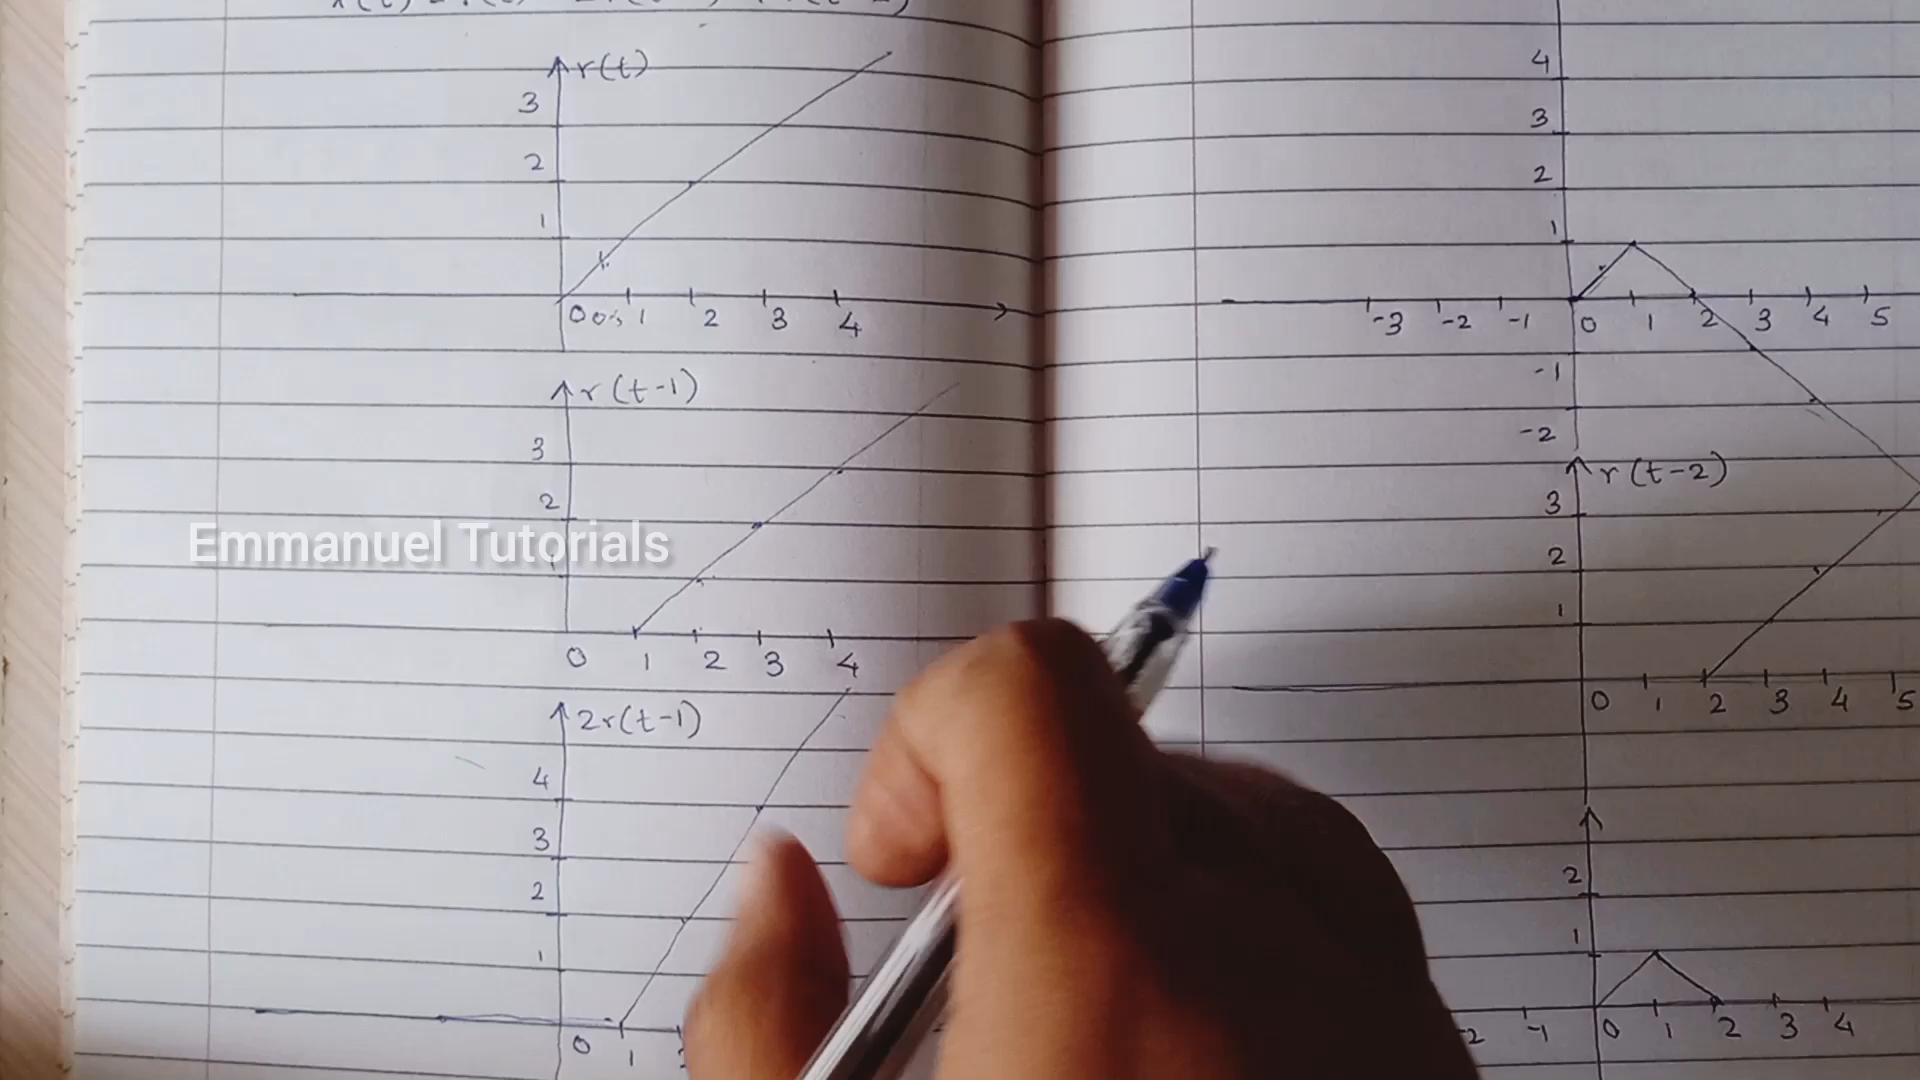 r(t)
3
2
1
0 0.5 1 2 3 4
r(t-1)
3
2
1
0 1 2 3 4
2r(t-1)
4
3
2
1
0 1
Emmanuel Tutorials
4
3
2
1
-3 -2 -1 0 1 2 3 4 5
-1
-2
r(t-2)
3
2
1
0 1 2 3 4 5
2
1
-2 -1 0 1 2 3 4